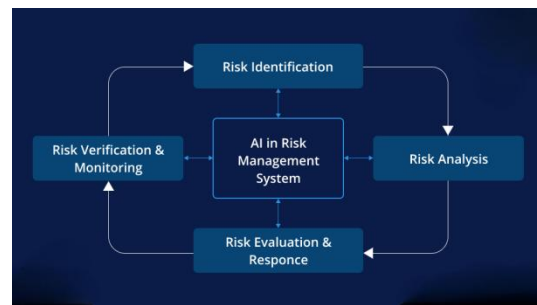 Risk Identification
Risk Verification &
Monitoring
AI in Risk
Management
System
Risk Analysis
Risk Evaluation &
Responce